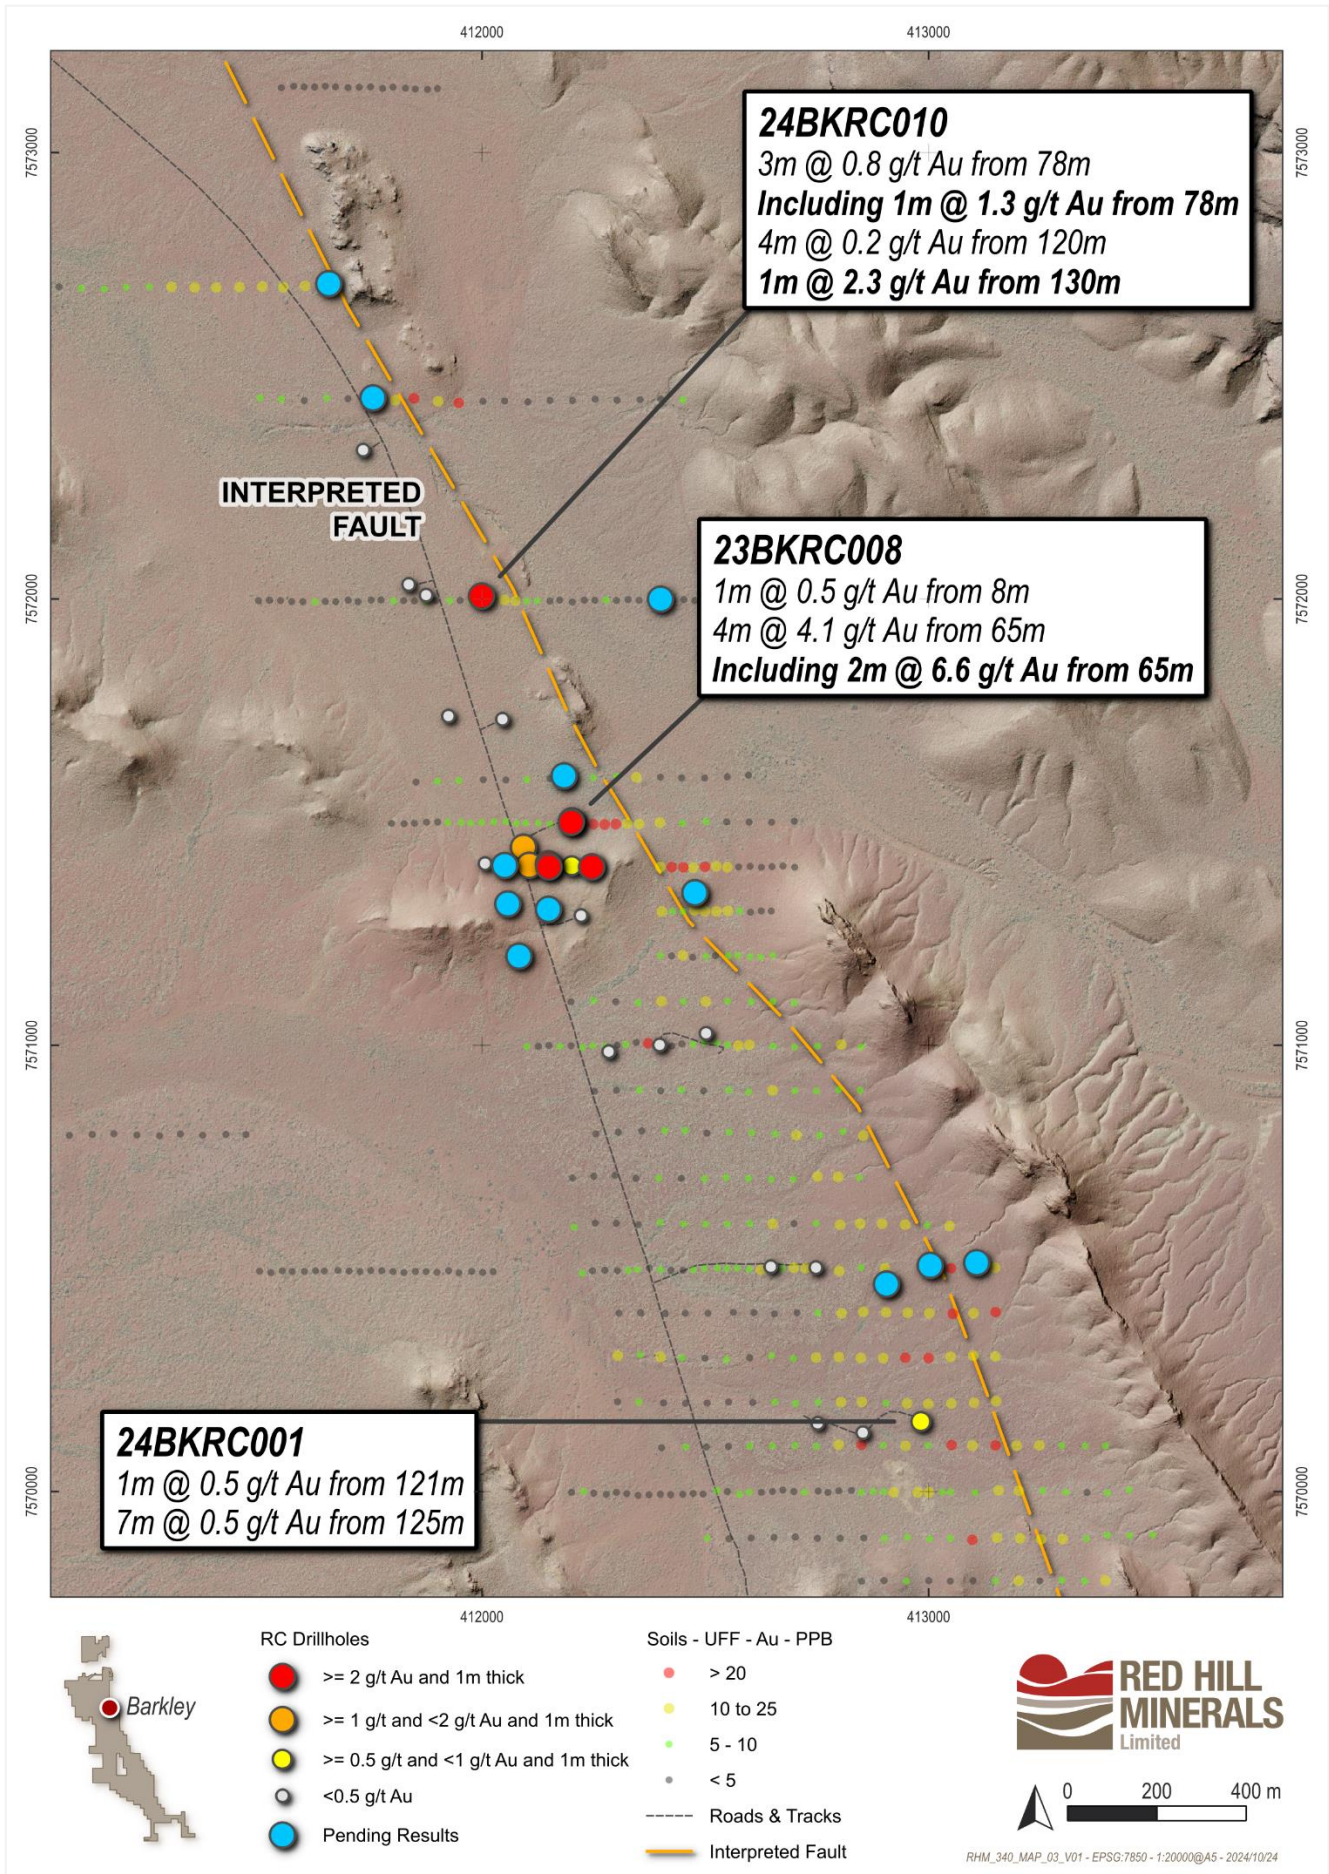 412000
413000
7573000
7573000
24BKRC010
3m @ 0.8 g/t Au from 78m
Including 1m @ 1.3 g/t Au from 78m
4m @ 0.2 g/t Au from 120m
1m @ 2.3 g/t Au from 130m
INTERPRETED
FAULT
23BKRC008
1m @ 0.5 g/t Au from 8m
4m @ 4.1 g/t Au from 65m
Including 2m @ 6.6 g/t Au from 65m
7572000
7572000
7571000
7571000
24BKRC001
1m @ 0.5 g/t Au from 121m
7m @ 0.5 g/t Au from 125m
7570000
7570000
412000
413000
Barkley
RC Drillholes
>= 2 g/t Au and 1m thick
>= 1 g/t and <2 g/t Au and 1m thick
>= 0.5 g/t and <1 g/t Au and 1m thick
<0.5 g/t Au
Pending Results
Soils - UFF - Au - PPB
> 20
10 to 25
5 - 10
< 5
Roads & Tracks
Interpreted Fault
RED HILL
MINERALS
Limited
0 200 400 m
RHM_340_MAP_03_V01 - EPSG:7850 - 1:20000@A5 - 2024/10/24